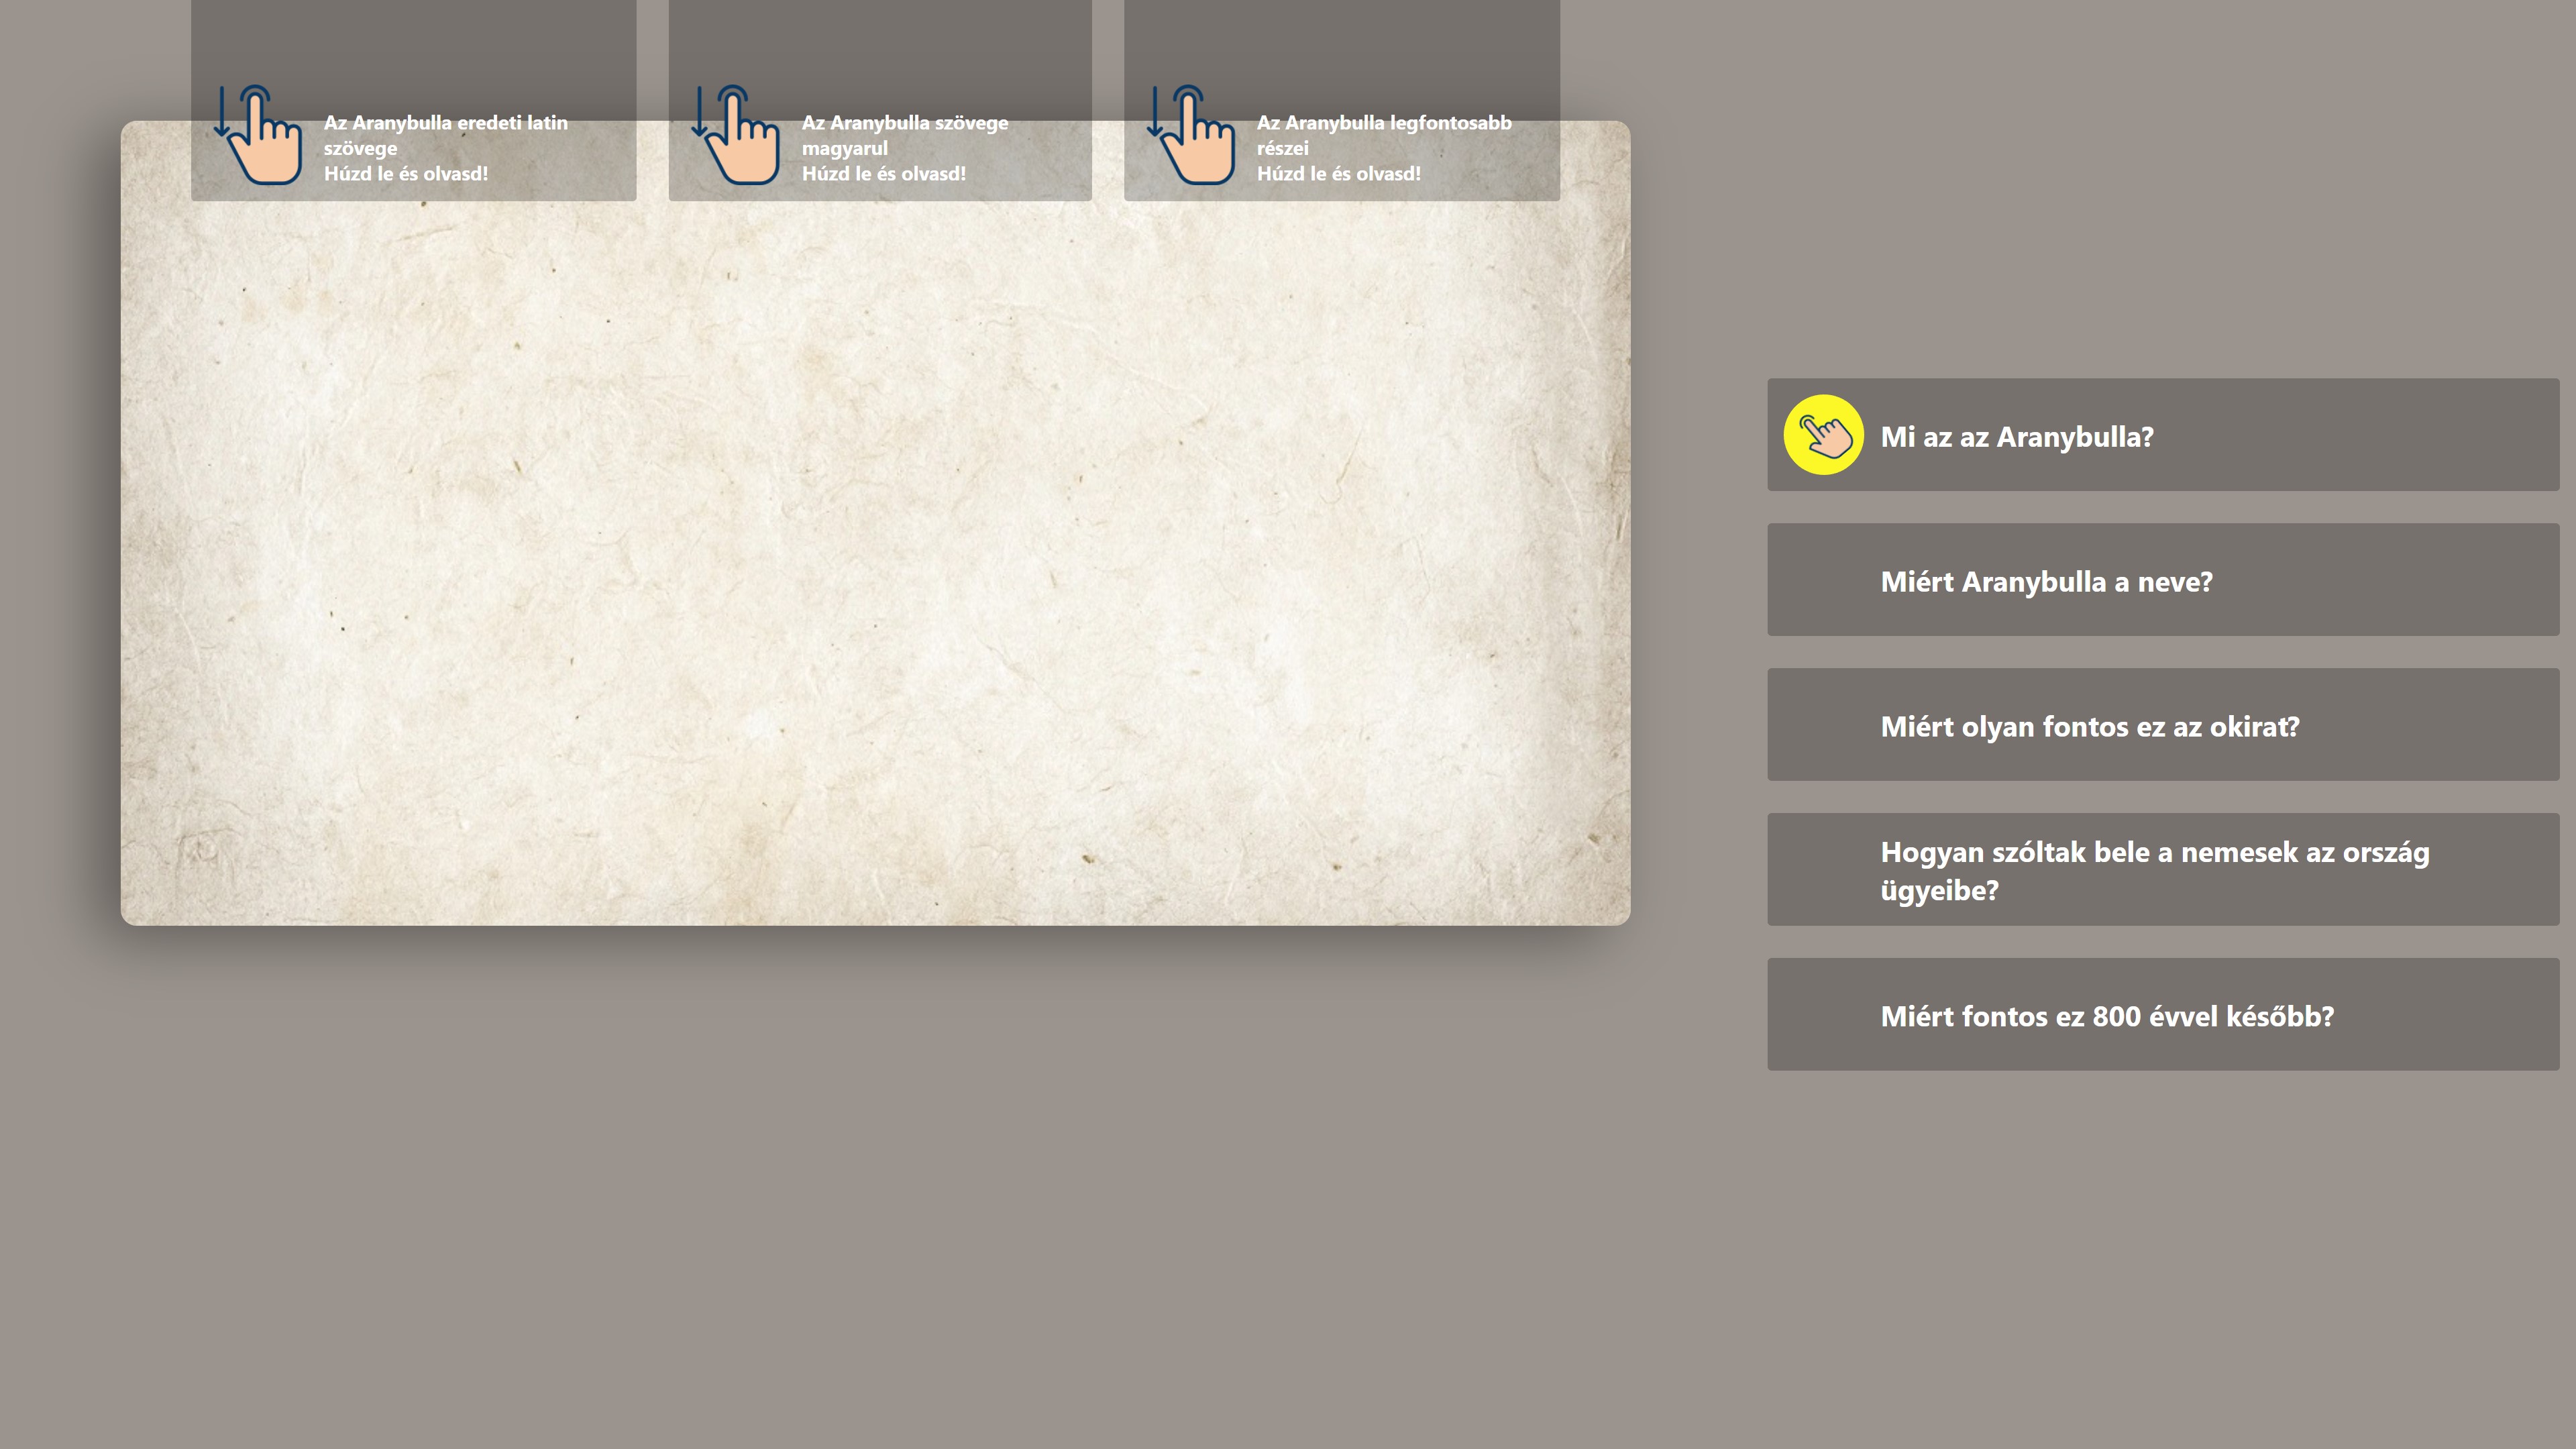 Az Aranybulla eredeti latin
szövege
Húzd le és olvasd!
Az Aranybulla szövege
magyarul
Húzd le és olvasd!
Az Aranybulla legfontosabb
részei
Húzd le és olvasd!
Mi az az Aranybulla?
Miért Aranybulla a neve?
Miért olyan fontos ez az okirat?
Hogyan szóltak bele a nemesek az ország
ügyeibe?
Miért fontos ez 800 évvel később?